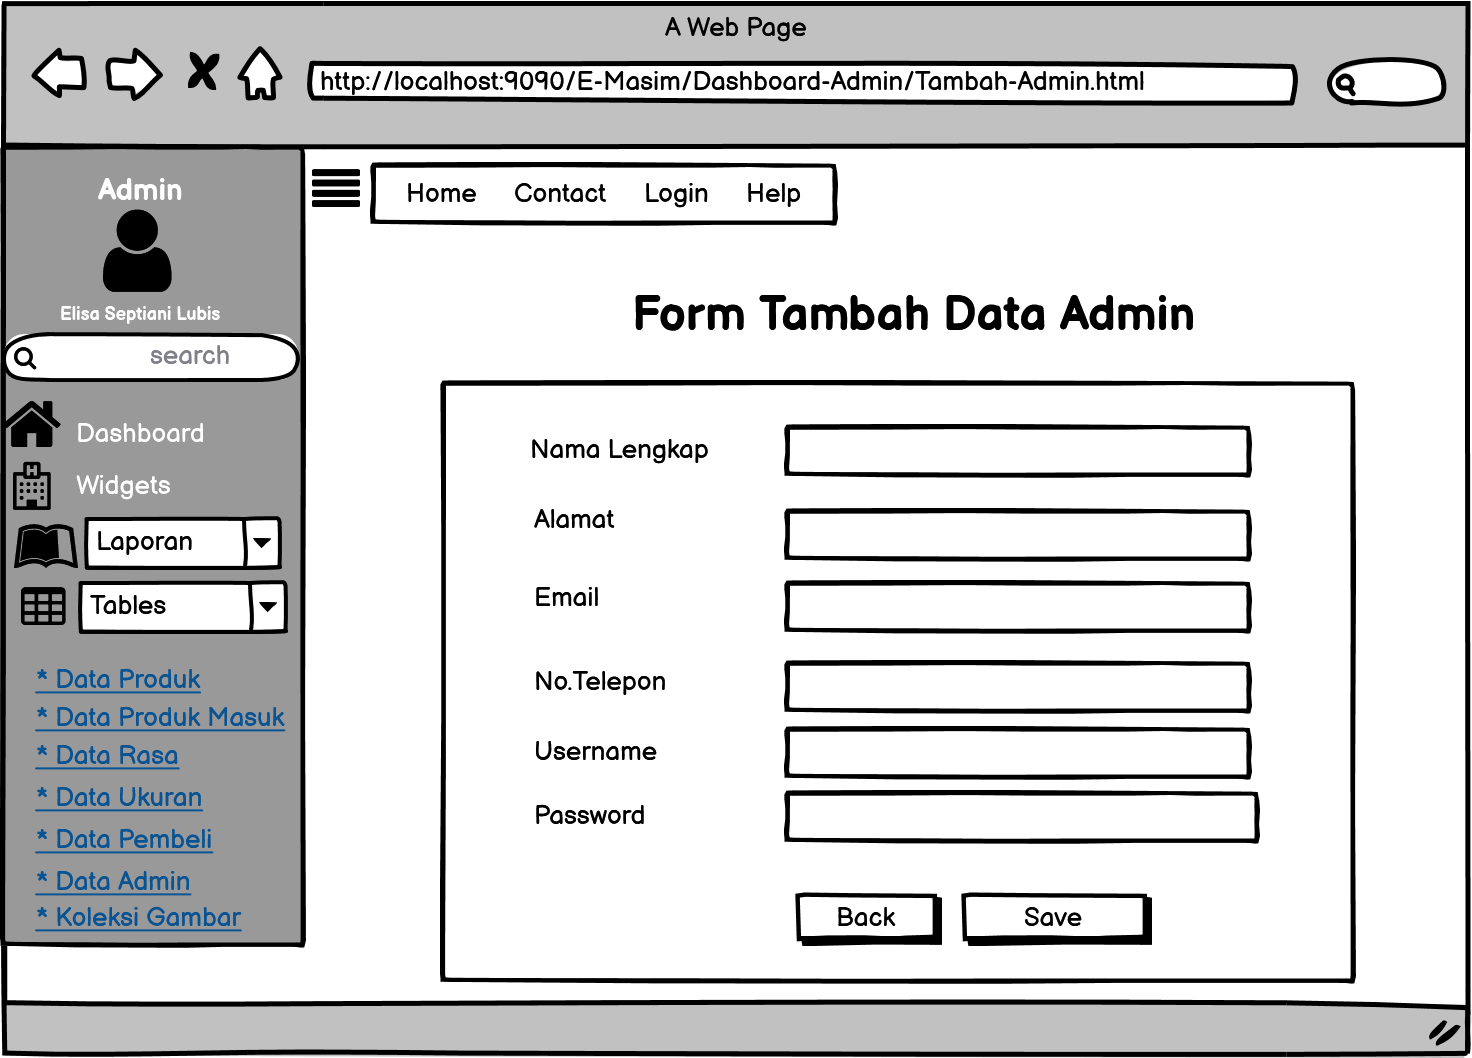 A Web Page
http://localhost:9090/E-Masim/Dashboard-Admin/Tambah-Admin.html
Admin
Elisa Septiani Lubis
search
Dashboard
Widgets
Laporan
Tables
* Data Produk
* Data Produk Masuk
* Data Rasa
* Data Ukuran
* Data Pembeli
* Data Admin
* Koleksi Gambar
Home Contact Login Help
Form Tambah Data Admin
Nama Lengkap
Alamat
Email
No.Telepon
Username
Password
Back Save